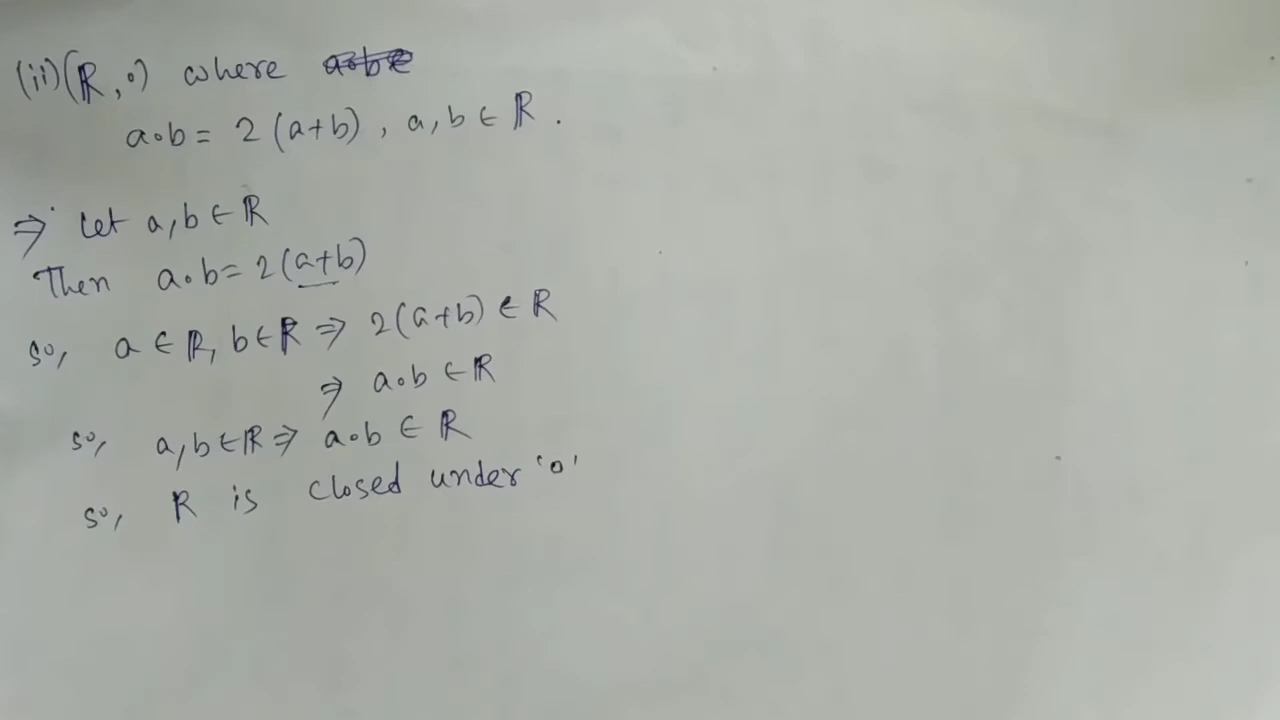 (ii) (ℝ, o) where
a∘b = 2(a+b), a, b ∈ ℝ.
⇒ Let a, b ∈ ℝ
Then a∘b = 2(a+b)
so, a ∈ ℝ, b ∈ ℝ ⇒ 2(a+b) ∈ ℝ
⇒ a∘b ∈ ℝ
so, a, b ∈ ℝ ⇒ a∘b ∈ ℝ
so, ℝ is closed under 'o'